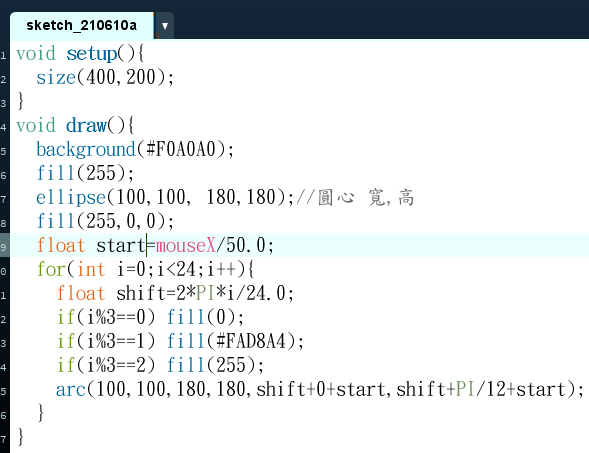 sketch_210610a ▼
1 void setup(){
2   size(400,200);
3 }
4 void draw(){
5   background(#F0A0A0);
6   fill(255);
7   ellipse(100,100, 180,180);//圓心 寬,高
8   fill(255,0,0);
9   float start=mouseX/50.0;
0   for(int i=0;i<24;i++){
1     float shift=2*PI*i/24.0;
2     if(i%3==0) fill(0);
3     if(i%3==1) fill(#FAD8A4);
4     if(i%3==2) fill(255);
5     arc(100,100,180,180,shift+0+start,shift+PI/12+start);
6   }
7 }